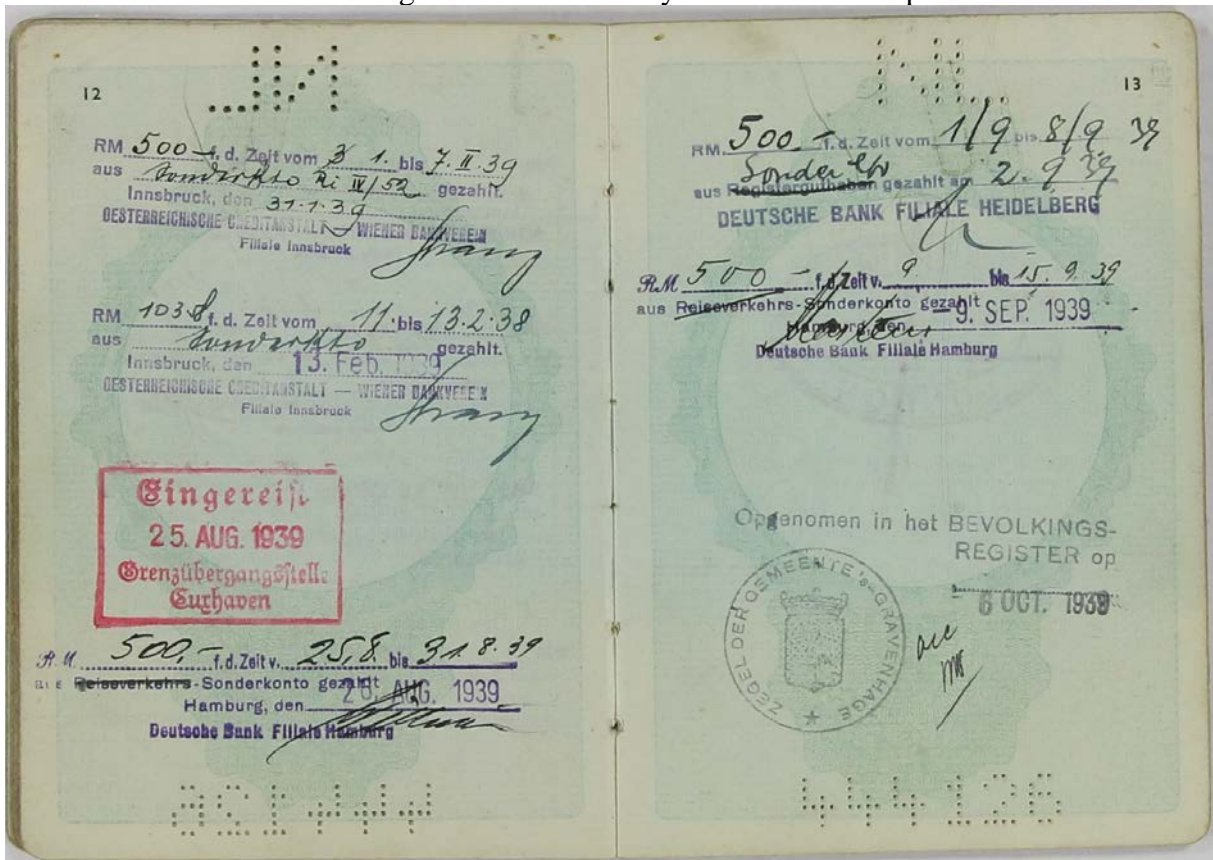 12
RM 500 f. d. Zeit vom 3 1. bis 7. II. 39
aus Sonderkto Ri IV/52 gezahlt.
Innsbruck, den 31.1.39
OESTERREICHISCHE CREDITANSTALT — WIENER BANKVEREIN
Filiale Innsbruck
RM 1038 f. d. Zeit vom 11. bis 13.2.38
aus Sonderkto gezahlt.
Innsbruck, den 13. Feb. 1939
OESTERREICHISCHE CREDITANSTALT — WIENER BANKVEREIN
Filiale Innsbruck
Eingereist
25. AUG. 1939
Grenzübergangsstelle
Cuxhaven
R.M. 500,- f. d. Zeit v. 25.8. bis 31.8.39
aus Reiseverkehrs-Sonderkonto gezahlt
Hamburg, den 26. AUG. 1939
Deutsche Bank Filiale Hamburg
NL
13
RM. 500 - f. d. Zeit vom 1/9 bis 8/9 39
Sonder
aus Registerguthaben gezahlt am 2. 9 39
DEUTSCHE BANK FILIALE HEIDELBERG
R.M 500 - f. d. Zeit v. 9 bis 15. 9. 39
aus Reiseverkehrs-Sonderkonto gezahlt
Hamburg, den - 9. SEP. 1939
Deutsche Bank Filiale Hamburg
Opgenomen in het BEVOLKINGS-
REGISTER op
6 OCT. 1939
ZEGEL DER GEMEENTE 's-GRAVENHAGE
444126